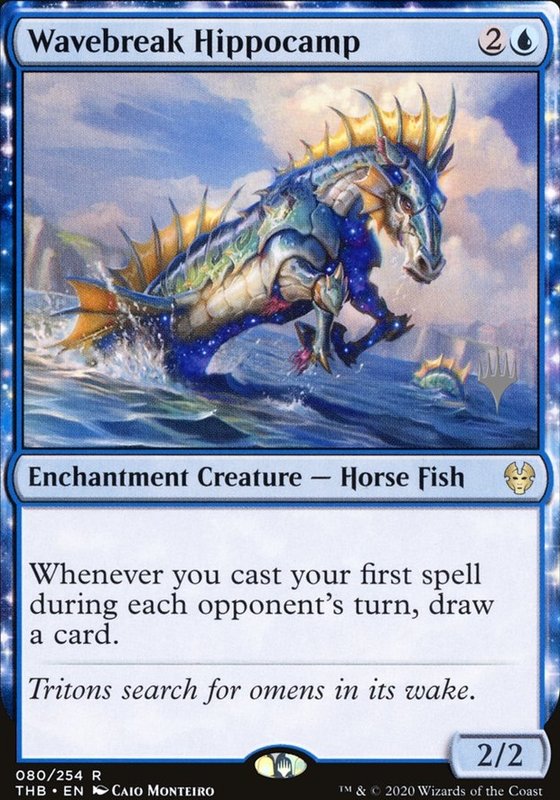 Wavebreak Hippocamp 2
Enchantment Creature — Horse Fish
Whenever you cast your first spell
during each opponent's turn, draw
a card.
Tritons search for omens in its wake.
2/2
080/254 R
THB • EN Caio Monteiro
™ & © 2020 Wizards of the Coast